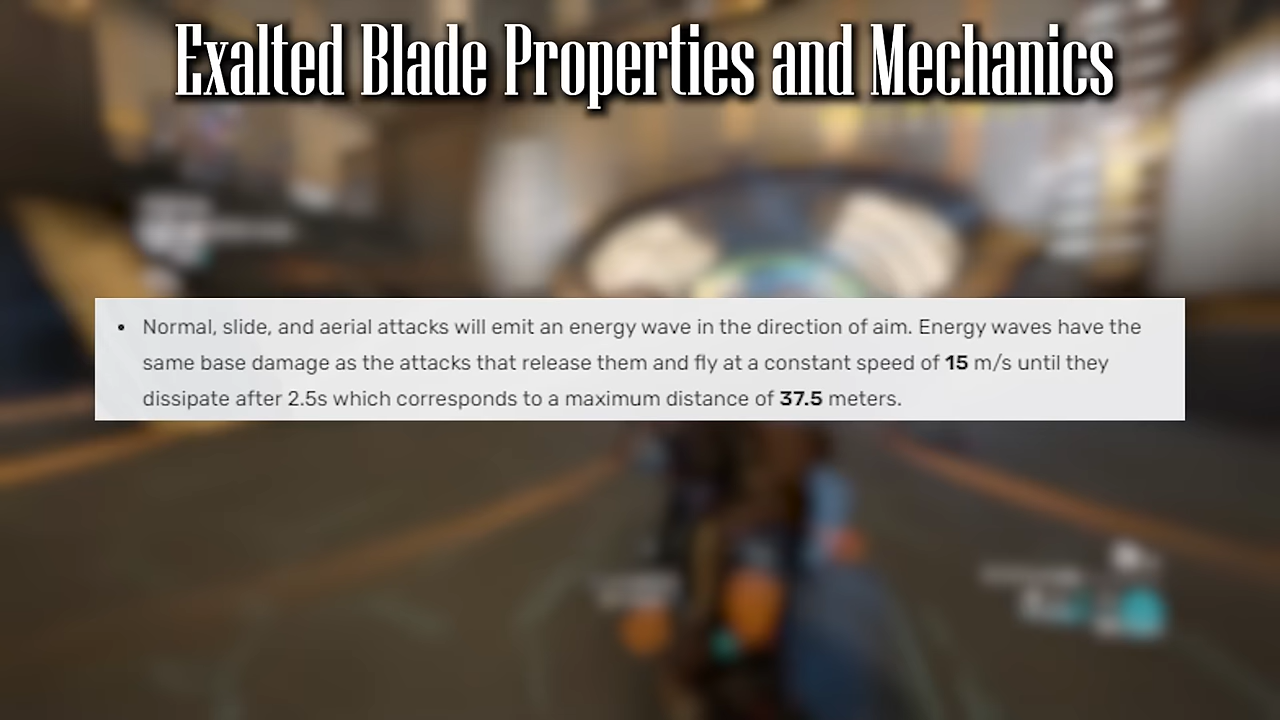 Exalted Blade Properties and Mechanics
• Normal, slide, and aerial attacks will emit an energy wave in the direction of aim. Energy waves have the
same base damage as the attacks that release them and fly at a constant speed of 15 m/s until they
dissipate after 2.5s which corresponds to a maximum distance of 37.5 meters.